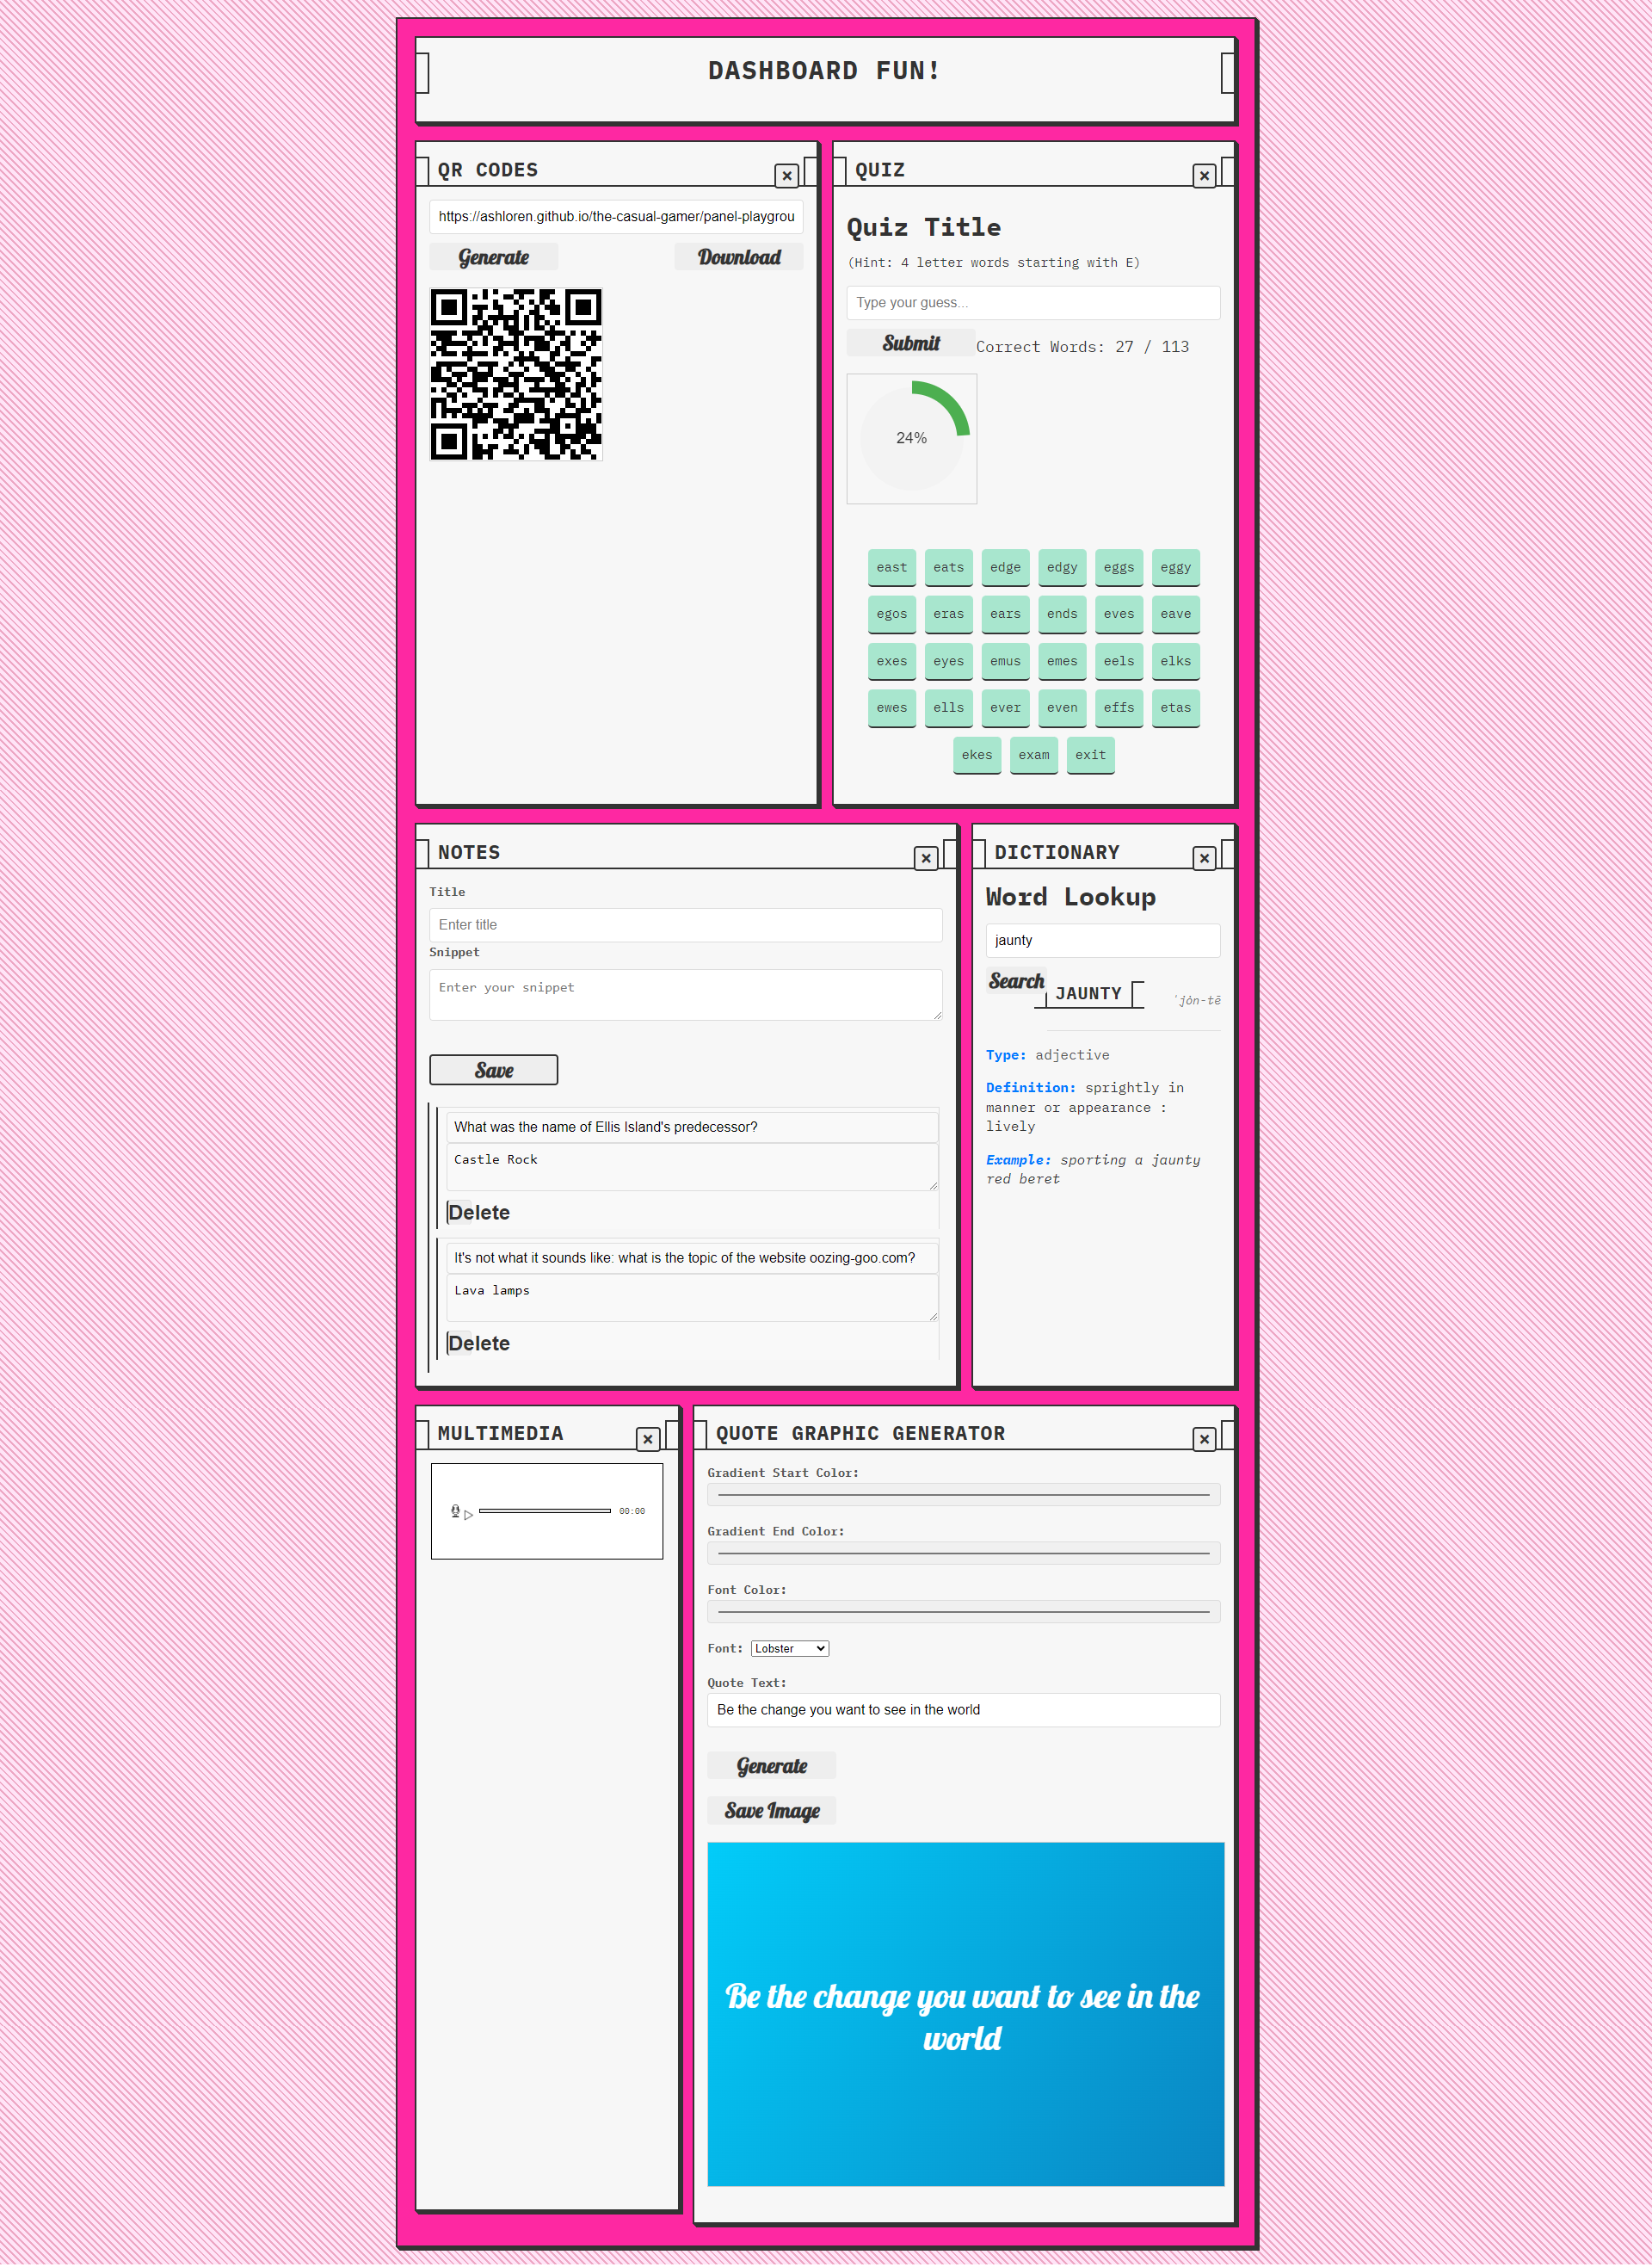 DASHBOARD FUN!
QR CODES
×
https://ashloren.github.io/the-casual-gamer/panel-playgrou
Generate
Download
QUIZ
×
Quiz Title
(Hint: 4 letter words starting with E)
Type your guess...
Submit
Correct Words: 27 / 113
24%
east eats edge edgy eggs eggy
egos eras ears ends eves eave
exes eyes emus emes eels elks
ewes ells ever even effs etas
ekes exam exit
NOTES
×
Title
Enter title
Snippet
Enter your snippet
Save
What was the name of Ellis Island's predecessor?
Castle Rock
Delete
It's not what it sounds like: what is the topic of the website oozing-goo.com?
Lava lamps
Delete
DICTIONARY
×
Word Lookup
jaunty
Search
JAUNTY
ˈjȯn-tē
Type: adjective
Definition: sprightly in
manner or appearance :
lively
Example: sporting a jaunty
red beret
MULTIMEDIA
×
00:00
QUOTE GRAPHIC GENERATOR
×
Gradient Start Color:
Gradient End Color:
Font Color:
Font: Lobster
Quote Text:
Be the change you want to see in the world
Generate
Save Image
Be the change you want to see in the
world